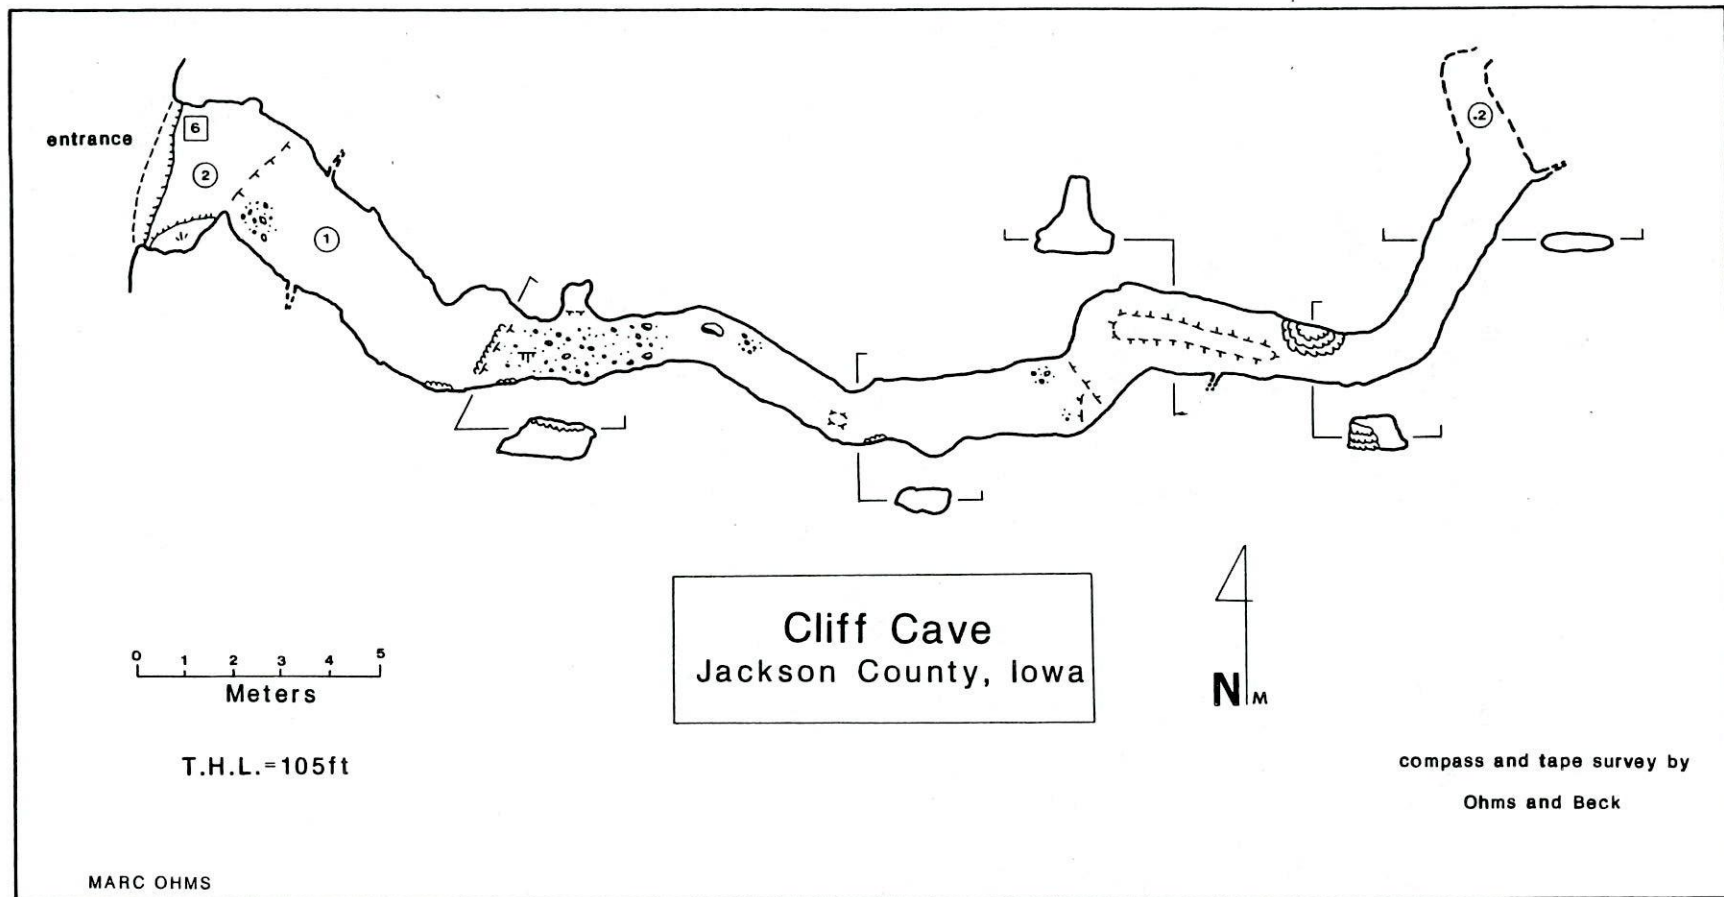 entrance
6
2
1
.2
Cliff Cave
Jackson County, Iowa
0 1 2 3 4 5
Meters
N M
T.H.L.=105ft
compass and tape survey by
Ohms and Beck
MARC OHMS